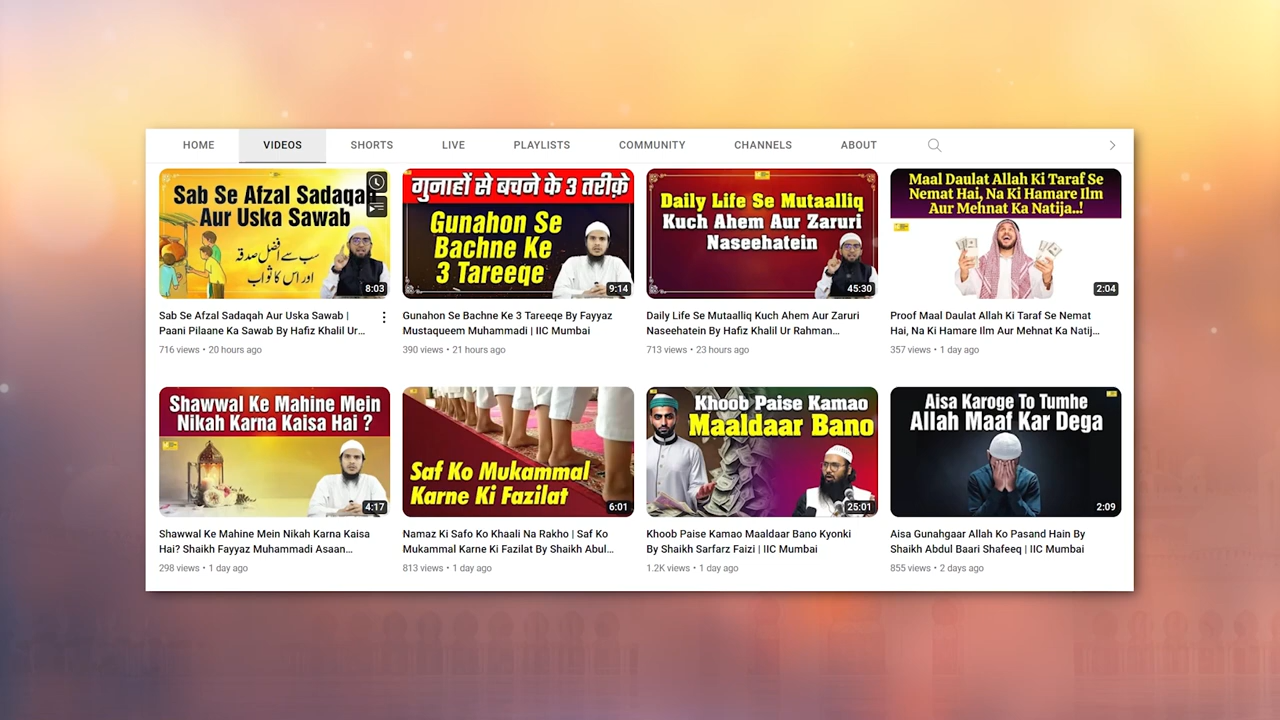 HOME VIDEOS SHORTS LIVE PLAYLISTS COMMUNITY CHANNELS ABOUT
Sab Se Afzal Sadaqah
Aur Uska Sawab
سب سے افضل صدقہ
اور اس کا ثواب
8:03
Sab Se Afzal Sadaqah Aur Uska Sawab |
Paani Pilaane Ka Sawab By Hafiz Khalil Ur...
716 views • 20 hours ago
गुनाहों से बचने के 3 तरीक़े
Gunahon Se
Bachne Ke
3 Tareeqe
9:14
Gunahon Se Bachne Ke 3 Tareeqe By Fayyaz
Mustaqueem Muhammadi | IIC Mumbai
390 views • 21 hours ago
Daily Life Se Mutaalliq
Kuch Ahem Aur Zaruri
Naseehatein
45:30
Daily Life Se Mutaalliq Kuch Ahem Aur Zaruri
Naseehatein By Hafiz Khalil Ur Rahman...
713 views • 23 hours ago
Maal Daulat Allah Ki Taraf Se
Nemat Hai, Na Ki Hamare Ilm
Aur Mehnat Ka Natija..!
2:04
Proof Maal Daulat Allah Ki Taraf Se Nemat
Hai, Na Ki Hamare Ilm Aur Mehnat Ka Natij...
357 views • 1 day ago
Shawwal Ke Mahine Mein
Nikah Karna Kaisa Hai ?
4:17
Shawwal Ke Mahine Mein Nikah Karna Kaisa
Hai? Shaikh Fayyaz Muhammadi Asaan...
298 views • 1 day ago
Saf Ko Mukammal
Karne Ki Fazilat
6:01
Namaz Ki Safo Ko Khaali Na Rakho | Saf Ko
Mukammal Karne Ki Fazilat By Shaikh Abul...
813 views • 1 day ago
Khoob Paise Kamao
Maaldaar Bano
25:01
Khoob Paise Kamao Maaldaar Bano Kyonki
By Shaikh Sarfarz Faizi | IIC Mumbai
1.2K views • 1 day ago
Aisa Karoge To Tumhe
Allah Maaf Kar Dega
2:09
Aisa Gunahgaar Allah Ko Pasand Hain By
Shaikh Abdul Baari Shafeeq | IIC Mumbai
855 views • 2 days ago